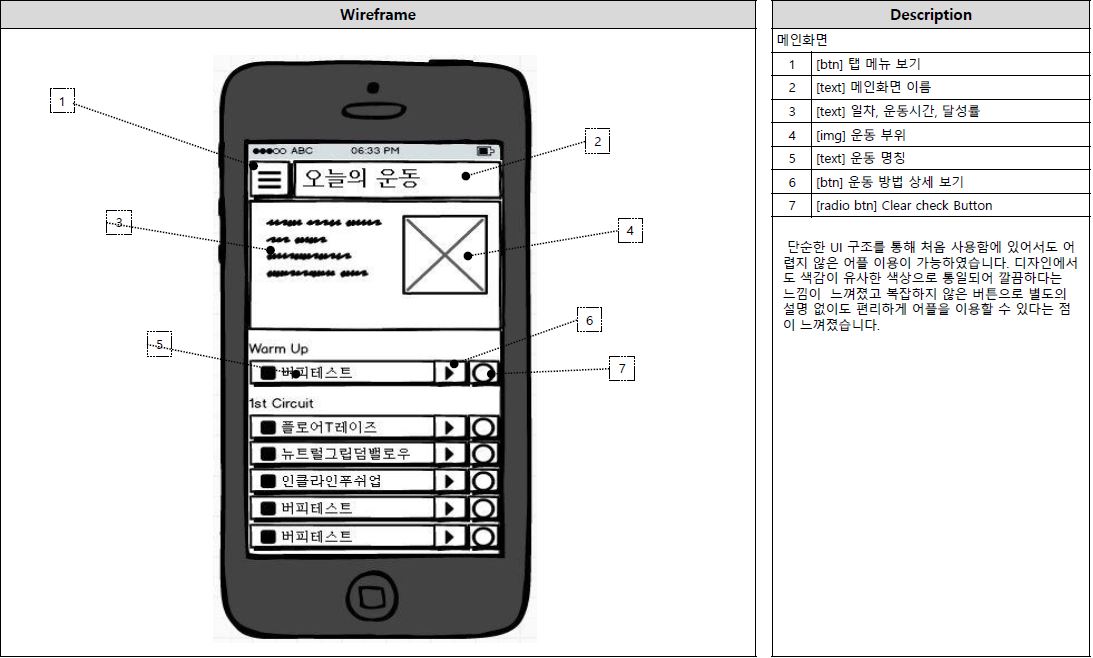 Wireframe
1
2
3
4
5
6
7
●●●○○ ABC 06:33 PM
오늘의 운동
Warm Up
버피테스트
1st Circuit
플로어T레이즈
뉴트럴그립덤밸로우
인클라인푸쉬업
버피테스트
버피테스트
Description
메인화면
1 [btn] 탭 메뉴 보기
2 [text] 메인화면 이름
3 [text] 일차, 운동시간, 달성률
4 [img] 운동 부위
5 [text] 운동 명칭
6 [btn] 운동 방법 상세 보기
7 [radio btn] Clear check Button
단순한 UI 구조를 통해 처음 사용함에 있어서도 어
렵지 않은 어플 이용이 가능하였습니다. 디자인에서
도 색감이 유사한 색상으로 통일되어 깔끔하다는
느낌이 느껴졌고 복잡하지 않은 버튼으로 별도의
설명 없이도 편리하게 어플을 이용할 수 있다는 점
이 느껴졌습니다.